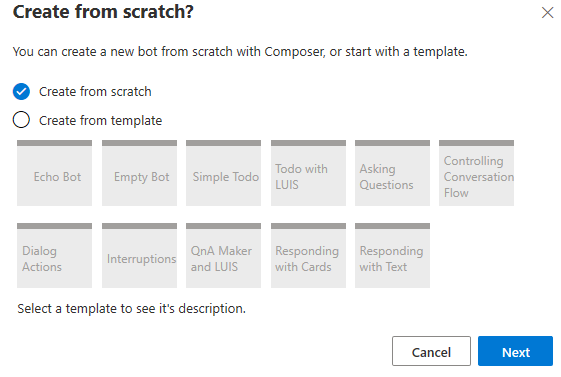 Create from scratch?
You can create a new bot from scratch with Composer, or start with a template.
Create from scratch
Create from template
Echo Bot
Empty Bot
Simple Todo
Todo with
LUIS
Asking
Questions
Controlling
Conversation
Flow
Dialog
Actions
Interruptions
QnA Maker
and LUIS
Responding
with Cards
Responding
with Text
Select a template to see it's description.
Cancel
Next